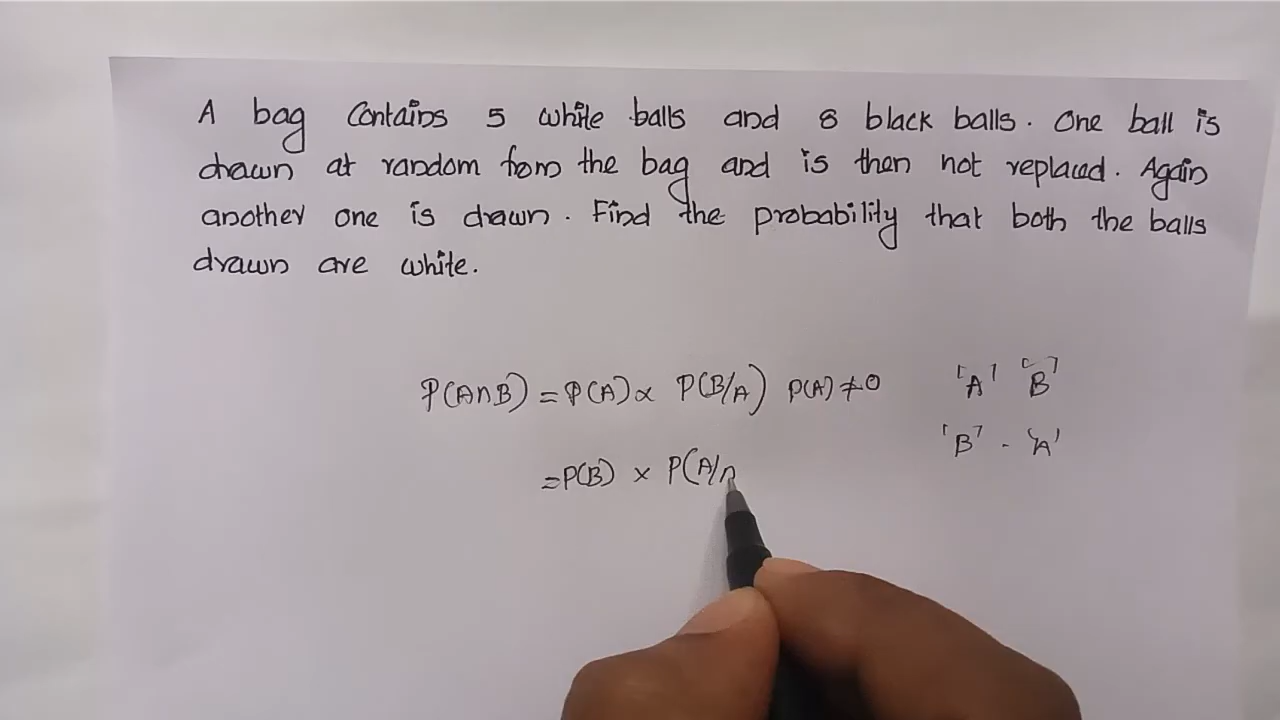 A bag Contains 5 white balls and 8 black balls. One ball is
drawn at random from the bag and is then not replaced. Again
another one is drawn. Find the probability that both the balls
drawn are white.
P(A∩B) = P(A) × P(B/A) P(A) ≠ 0 'A' 'B'
'B' - 'A'
= P(B) × P(A/